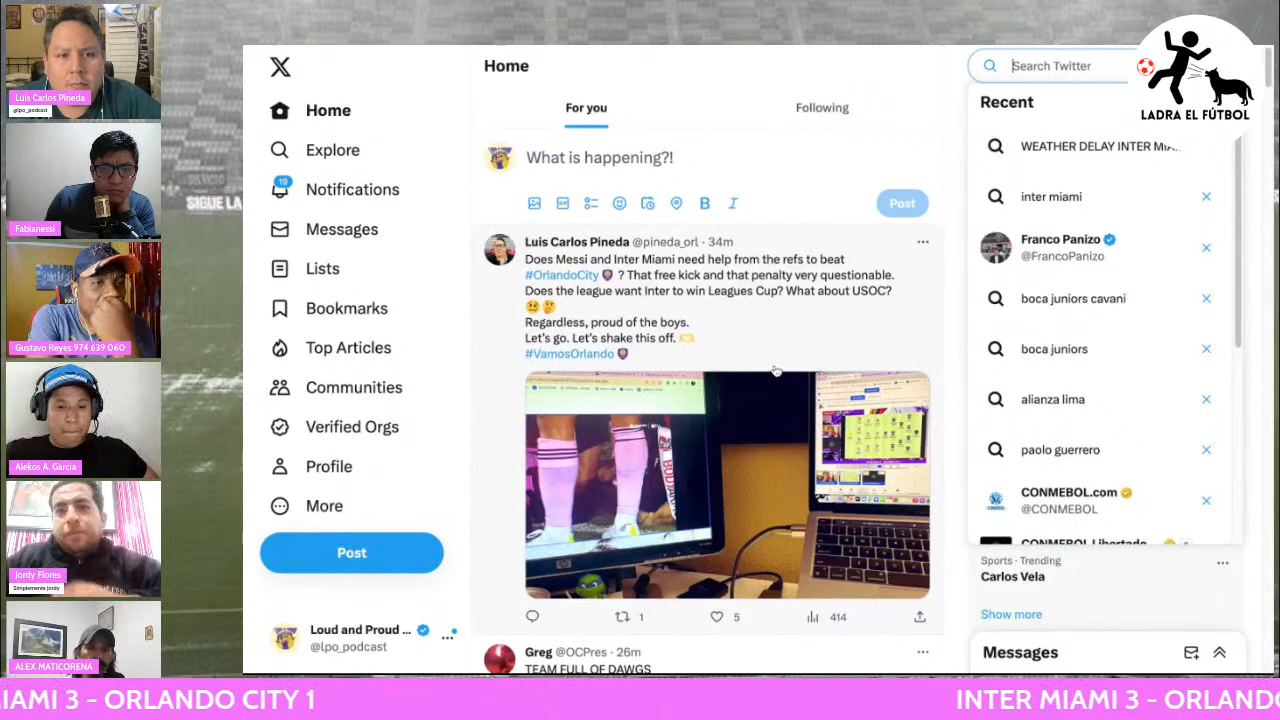 Luis Carlos Pineda
@lpo_podcast
Fabianessi
Gustavo Reyes 974 639 060
Alekos A. Garcia
Jordy Flores
Simplemente Jordy
ALEX MATICORENA
SIGUE LA
Home
Explore
19
Notifications
Messages
Lists
Bookmarks
Top Articles
Communities
Verified Orgs
Profile
More
Post
Loud and Proud ...
@lpo_podcast
Home
For you
Following
What is happening?!
B
I
Post
Luis Carlos Pineda @pineda_orl · 34m
Does Messi and Inter Miami need help from the refs to beat
#OrlandoCity ? That free kick and that penalty very questionable.
Does the league want Inter to win Leagues Cup? What about USOC?
Regardless, proud of the boys.
Let's go. Let's shake this off.
#VamosOrlando
1
5
414
Greg @OCPres · 26m
TEAM FULL OF DAWGS
Search Twitter
LADRA EL FÚTBOL
Recent
WEATHER DELAY INTER MIA...
inter miami
Franco Panizo
@FrancoPanizo
boca juniors cavani
boca juniors
alianza lima
paolo guerrero
CONMEBOL.com
@CONMEBOL
CONMEBOL Libertado
Sports · Trending
Carlos Vela
Show more
Messages
IAMI 3 - ORLANDO CITY 1
INTER MIAMI 3 - ORLAND